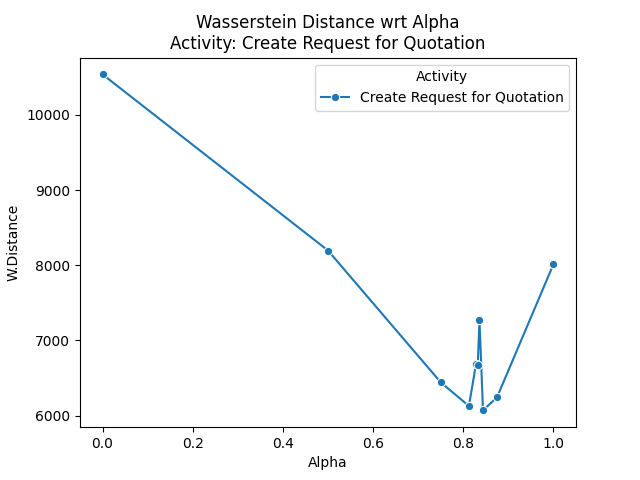 Wasserstein Distance wrt Alpha
Activity: Create Request for Quotation
Activity
Create Request for Quotation
10000
9000
8000
7000
6000
W.Distance
0.0 0.2 0.4 0.6 0.8 1.0
Alpha